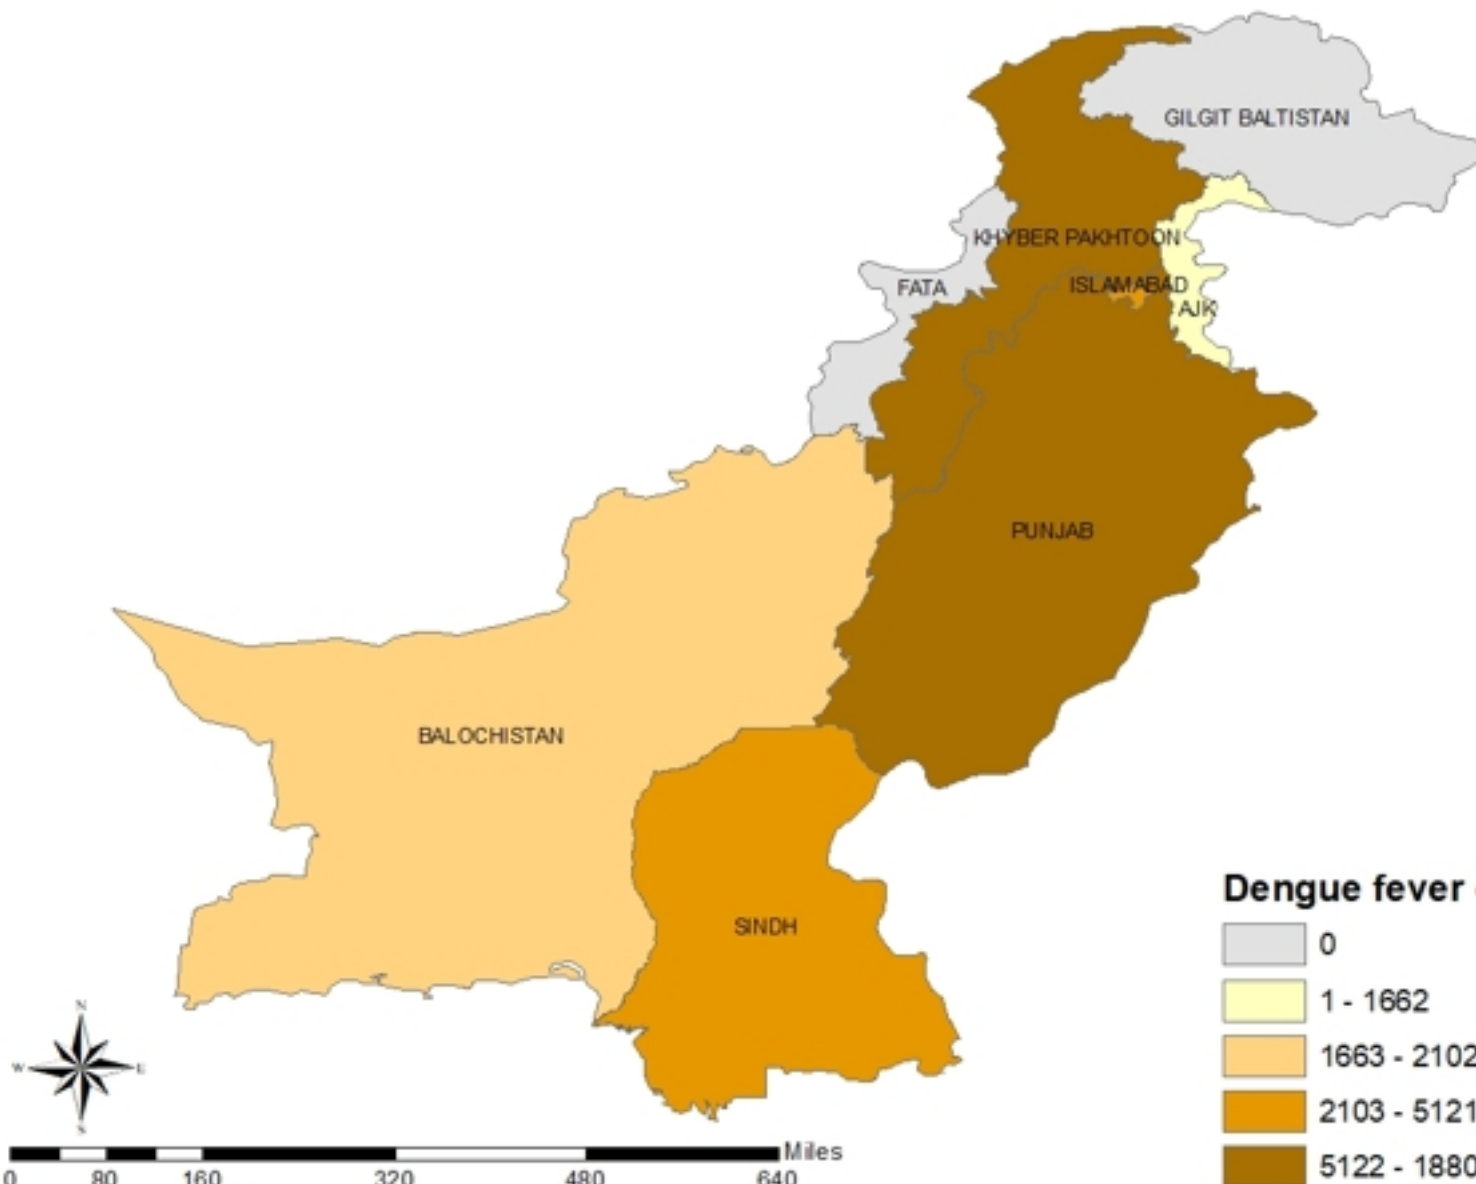 GILGIT BALTISTAN
KHYBER PAKHTOON
FATA
ISLAMABAD
AJK
PUNJAB
BALOCHISTAN
SINDH
Dengue fever
0
1 - 1662
1663 - 2102
2103 - 5121
5122 - 1880
N
W E
S
Miles
0 80 160 320 480 640